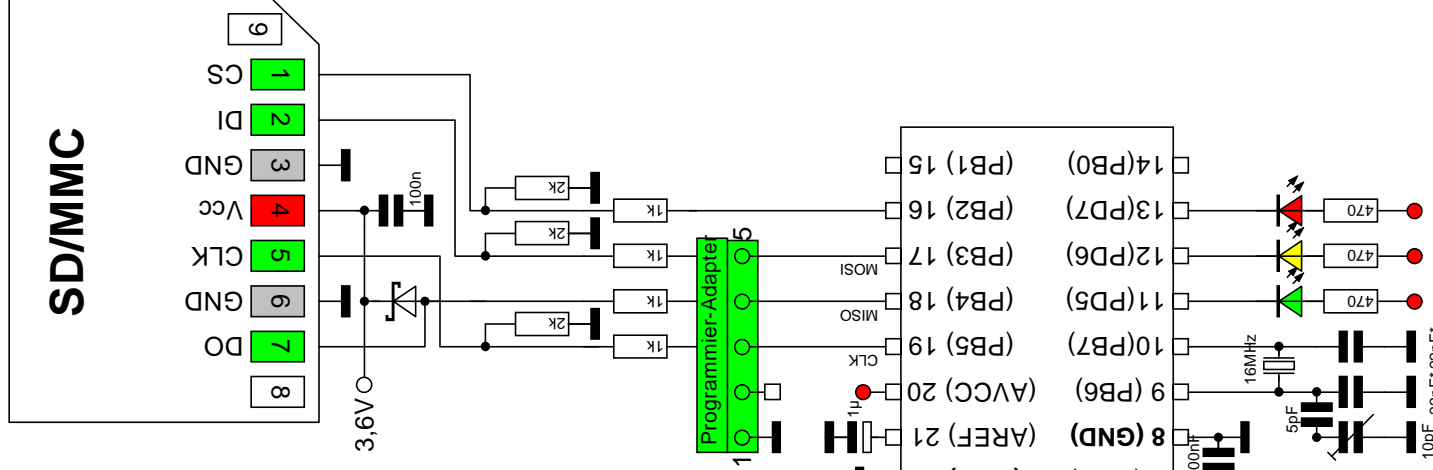 SD/MMC
9
CS 1
DI 2
GND 3
Vcc 4
CLK 5
GND 6
DO 7
8
3,6V
100n
2k
2k
2k
1k
1k
1k
1k
Programmier-Adapter
5
1
MOSI
MISO
CLK
1µ
15 (PB1)
16 (PB2)
17 (PB3)
18 (PB4)
19 (PB5)
20 (AVCC)
21 (AREF)
14(PB0)
13(PD7)
12(PD6)
11(PD5)
10(PB7)
9 (PB6)
8 (GND)
470
470
470
16MHz
5pF
10pF